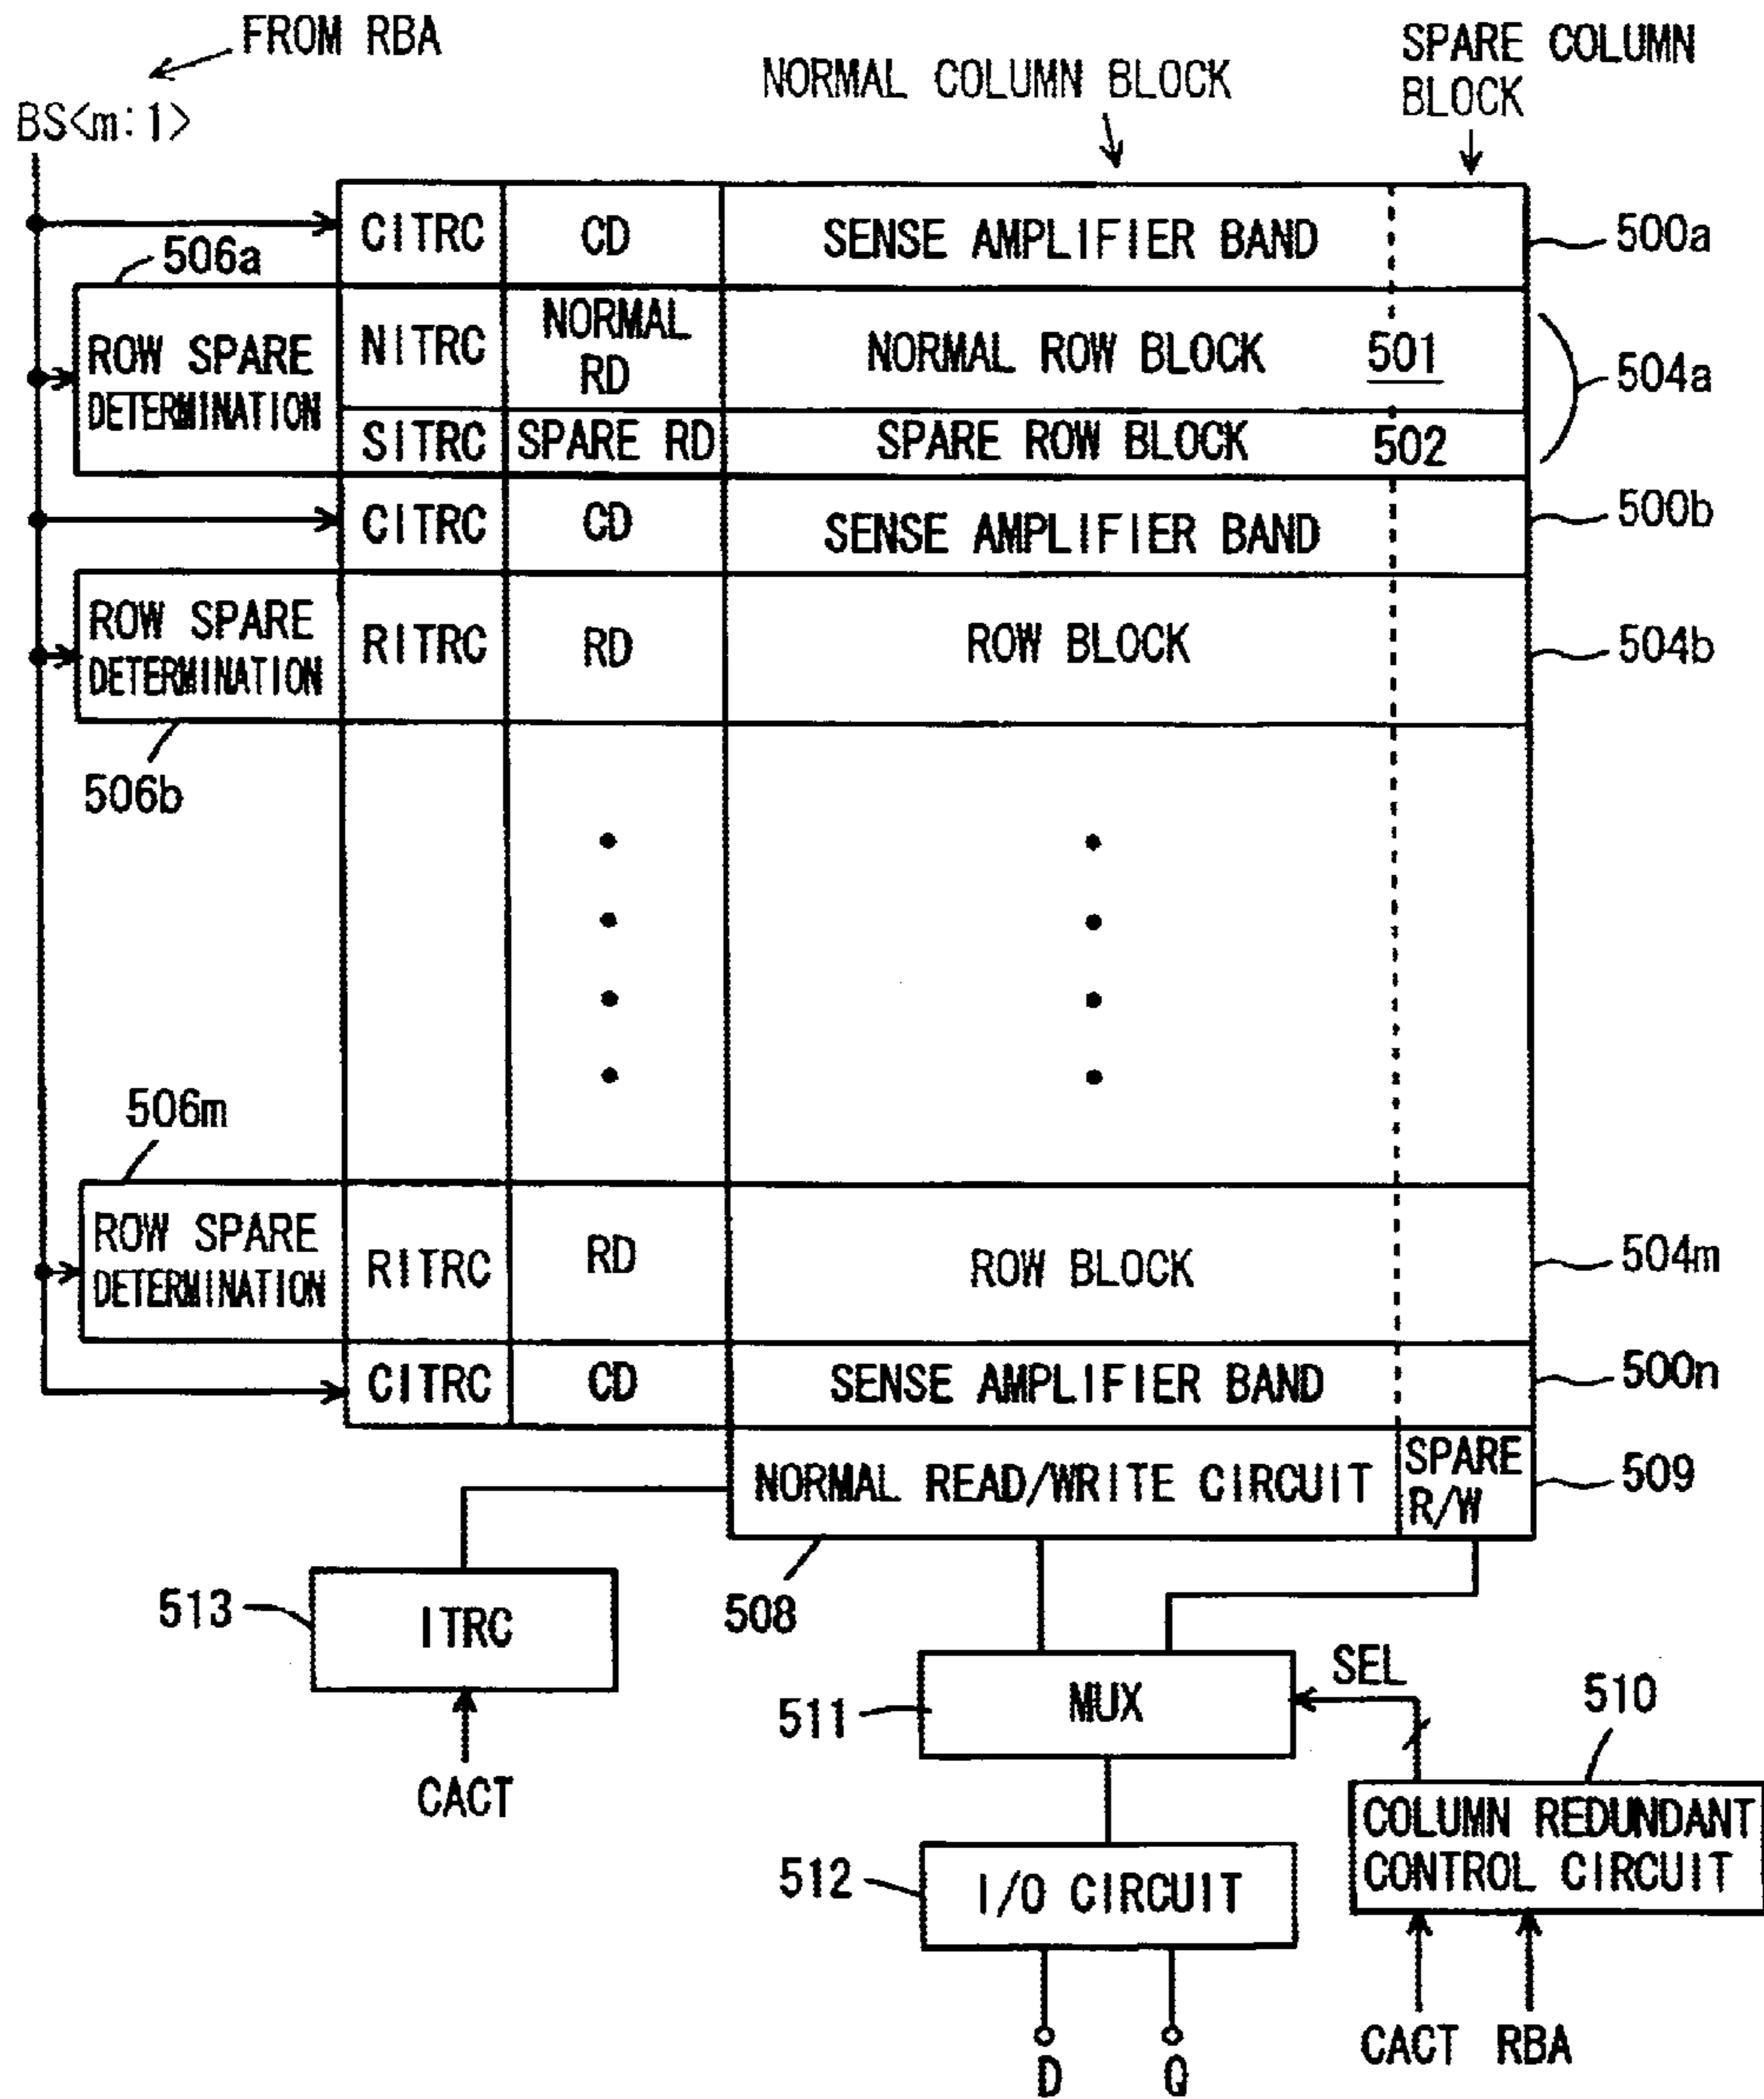 FROM RBA
BS<m:1>
NORMAL COLUMN BLOCK
SPARE COLUMN
BLOCK
CITRC
CD
SENSE AMPLIFIER BAND
500a
506a
ROW SPARE
DETERMINATION
NITRC
NORMAL
RD
NORMAL ROW BLOCK
501
504a
SITRC
SPARE RD
SPARE ROW BLOCK
502
CITRC
CD
SENSE AMPLIFIER BAND
500b
ROW SPARE
DETERMINATION
RITRC
RD
ROW BLOCK
504b
506b
506m
ROW SPARE
DETERMINATION
RITRC
RD
ROW BLOCK
504m
CITRC
CD
SENSE AMPLIFIER BAND
500n
NORMAL READ/WRITE CIRCUIT
SPARE
R/W
509
508
513
ITRC
CACT
511
MUX
SEL
510
COLUMN REDUNDANT
CONTROL CIRCUIT
512
I/O CIRCUIT
CACT
RBA
D
Q